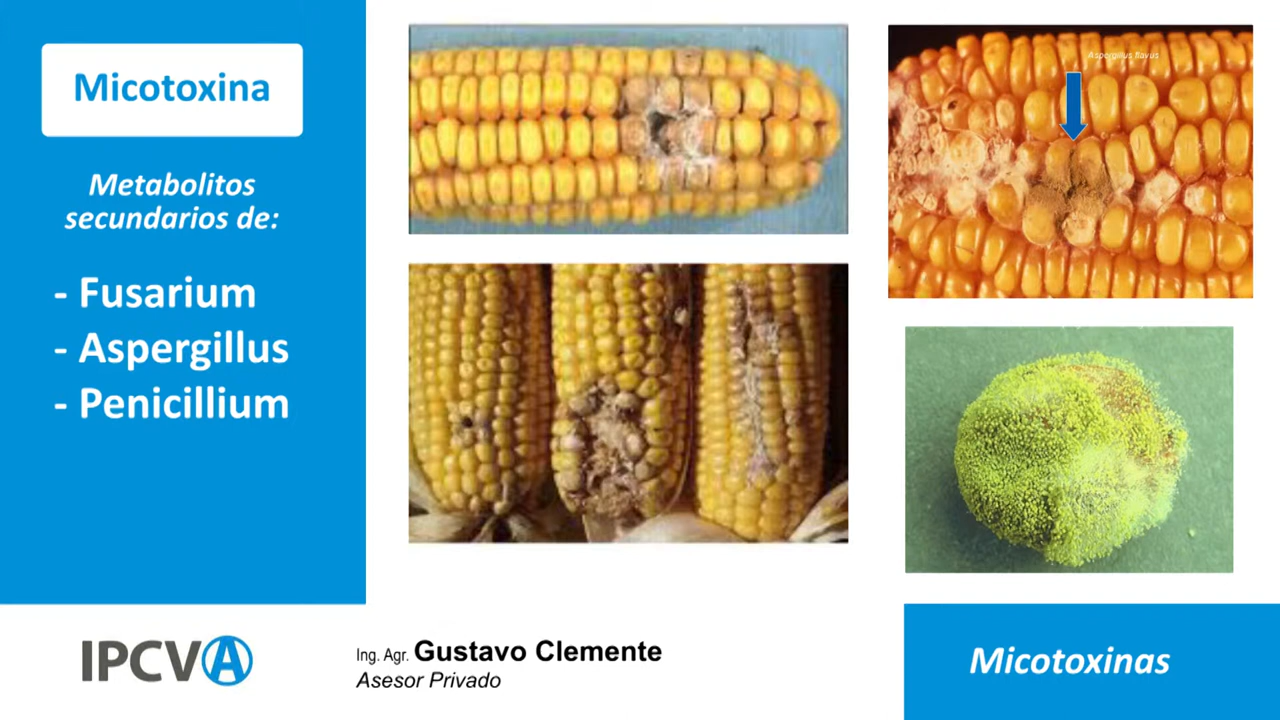 Micotoxina
Metabolitos
secundarios de:
- Fusarium
- Aspergillus
- Penicillium
Aspergillus flavus
IPCVA
Ing. Agr. Gustavo Clemente
Asesor Privado
Micotoxinas